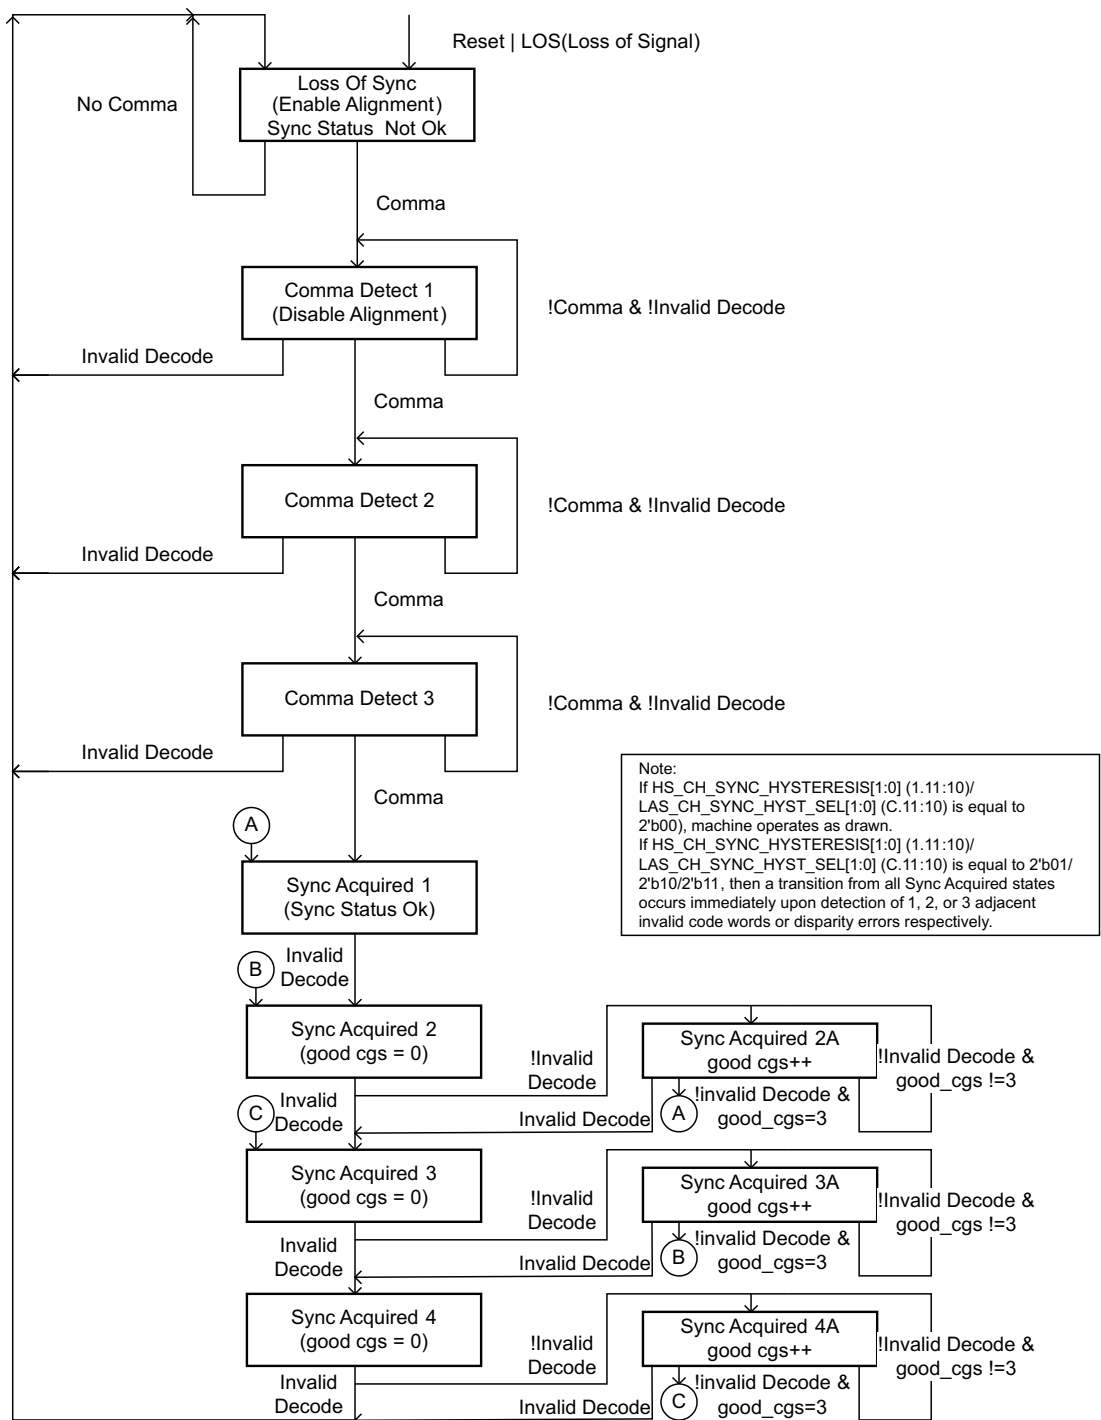 Reset | LOS(Loss of Signal)
Loss Of Sync
(Enable Alignment)
Sync Status Not Ok
No Comma
Comma
Comma Detect 1
(Disable Alignment)
!Comma & !Invalid Decode
Invalid Decode
Comma
Comma Detect 2
!Comma & !Invalid Decode
Invalid Decode
Comma
Comma Detect 3
!Comma & !Invalid Decode
Invalid Decode
Comma
Note:
If HS_CH_SYNC_HYSTERESIS[1:0] (1.11:10)/
LAS_CH_SYNC_HYST_SEL[1:0] (C.11:10) is equal to
2'b00), machine operates as drawn.
If HS_CH_SYNC_HYSTERESIS[1:0] (1.11:10)/
LAS_CH_SYNC_HYST_SEL[1:0] (C.11:10) is equal to 2'b01/
2'b10/2'b11, then a transition from all Sync Acquired states
occurs immediately upon detection of 1, 2, or 3 adjacent
invalid code words or disparity errors respectively.
A
Sync Acquired 1
(Sync Status Ok)
Invalid
Decode
B
Sync Acquired 2
(good cgs = 0)
!Invalid
Decode
Sync Acquired 2A
good cgs++
!Invalid Decode &
good_cgs !=3
Invalid
Decode
Invalid Decode
A
!invalid Decode &
good_cgs=3
C
Sync Acquired 3
(good cgs = 0)
!Invalid
Decode
Sync Acquired 3A
good cgs++
!Invalid Decode &
good_cgs !=3
Invalid
Decode
Invalid Decode
B
!invalid Decode &
good_cgs=3
Sync Acquired 4
(good cgs = 0)
!Invalid
Decode
Sync Acquired 4A
good cgs++
!Invalid Decode &
good_cgs !=3
Invalid
Decode
Invalid Decode
C
!invalid Decode &
good_cgs=3